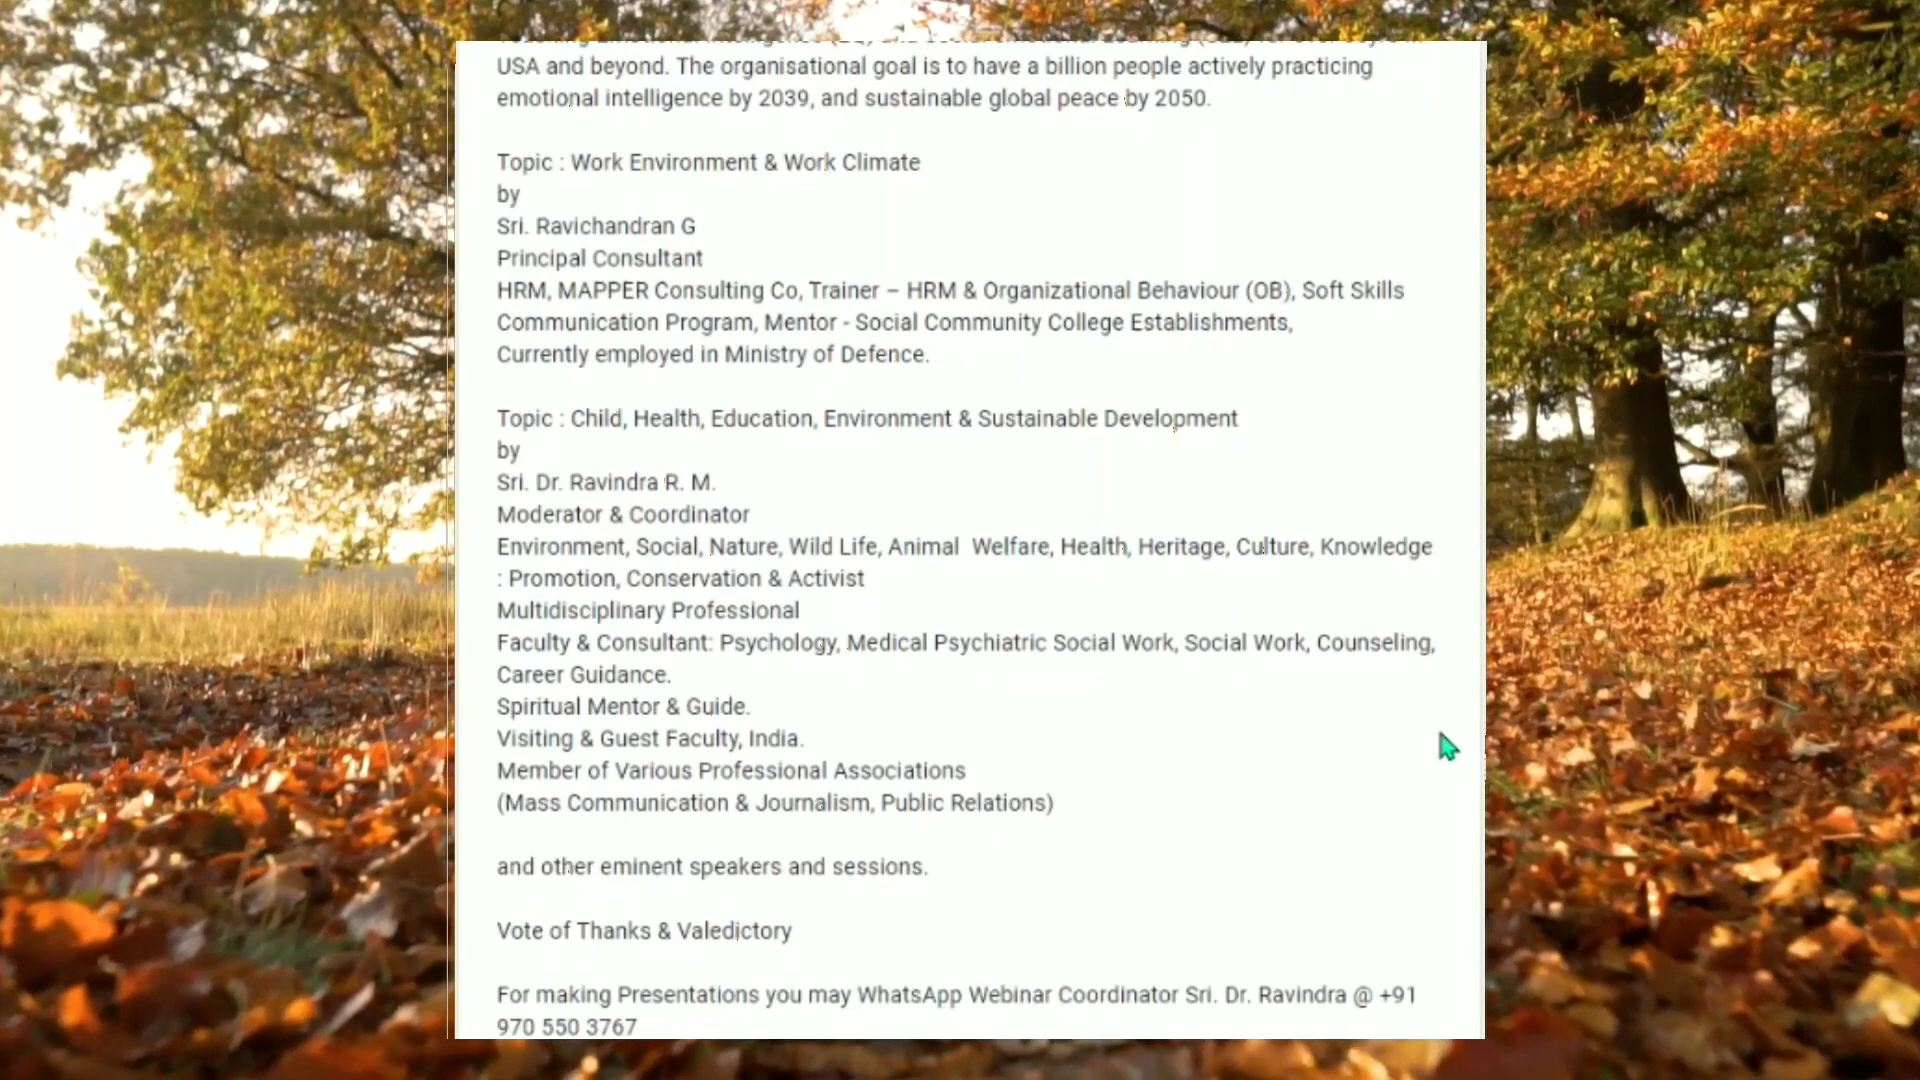 USA and beyond. The organisational goal is to have a billion people actively practicing
emotional intelligence by 2039, and sustainable global peace by 2050.
Topic : Work Environment & Work Climate
by
Sri. Ravichandran G
Principal Consultant
HRM, MAPPER Consulting Co, Trainer – HRM & Organizational Behaviour (OB), Soft Skills
Communication Program, Mentor - Social Community College Establishments,
Currently employed in Ministry of Defence.
Topic : Child, Health, Education, Environment & Sustainable Development
by
Sri. Dr. Ravindra R. M.
Moderator & Coordinator
Environment, Social, Nature, Wild Life, Animal  Welfare, Health, Heritage, Culture, Knowledge
: Promotion, Conservation & Activist
Multidisciplinary Professional
Faculty & Consultant: Psychology, Medical Psychiatric Social Work, Social Work, Counseling,
Career Guidance.
Spiritual Mentor & Guide.
Visiting & Guest Faculty, India.
Member of Various Professional Associations
(Mass Communication & Journalism, Public Relations)
and other eminent speakers and sessions.
Vote of Thanks & Valedictory
For making Presentations you may WhatsApp Webinar Coordinator Sri. Dr. Ravindra @ +91
970 550 3767